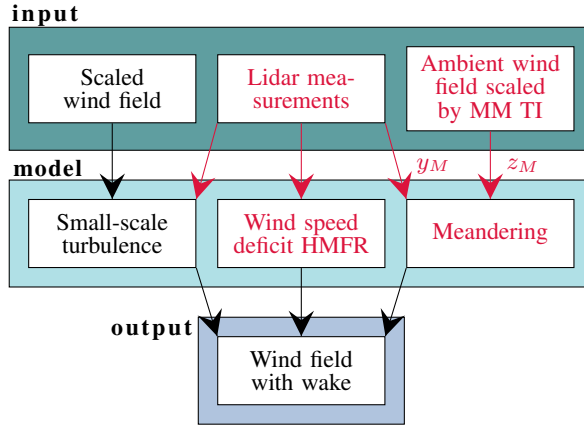 input
Scaled
wind field
Lidar mea-
surements
Ambient wind
field scaled
by MM TI
y_M
z_M
model
Small-scale
turbulence
Wind speed
deficit HMFR
Meandering
output
Wind field
with wake